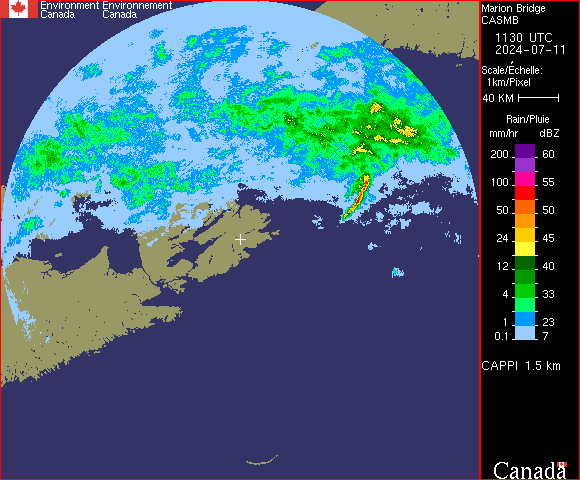 Environment Environnement
Canada Canada
Marion Bridge
CASMB
1130 UTC
2024-07-11
Scale/Échelle:
1km/Pixel
40 KM
Rain/Pluie
mm/hr dBZ
200 60
100 55
50 50
24 45
12 40
4 33
1 23
0.1 7
CAPPI 1.5 km
Canada